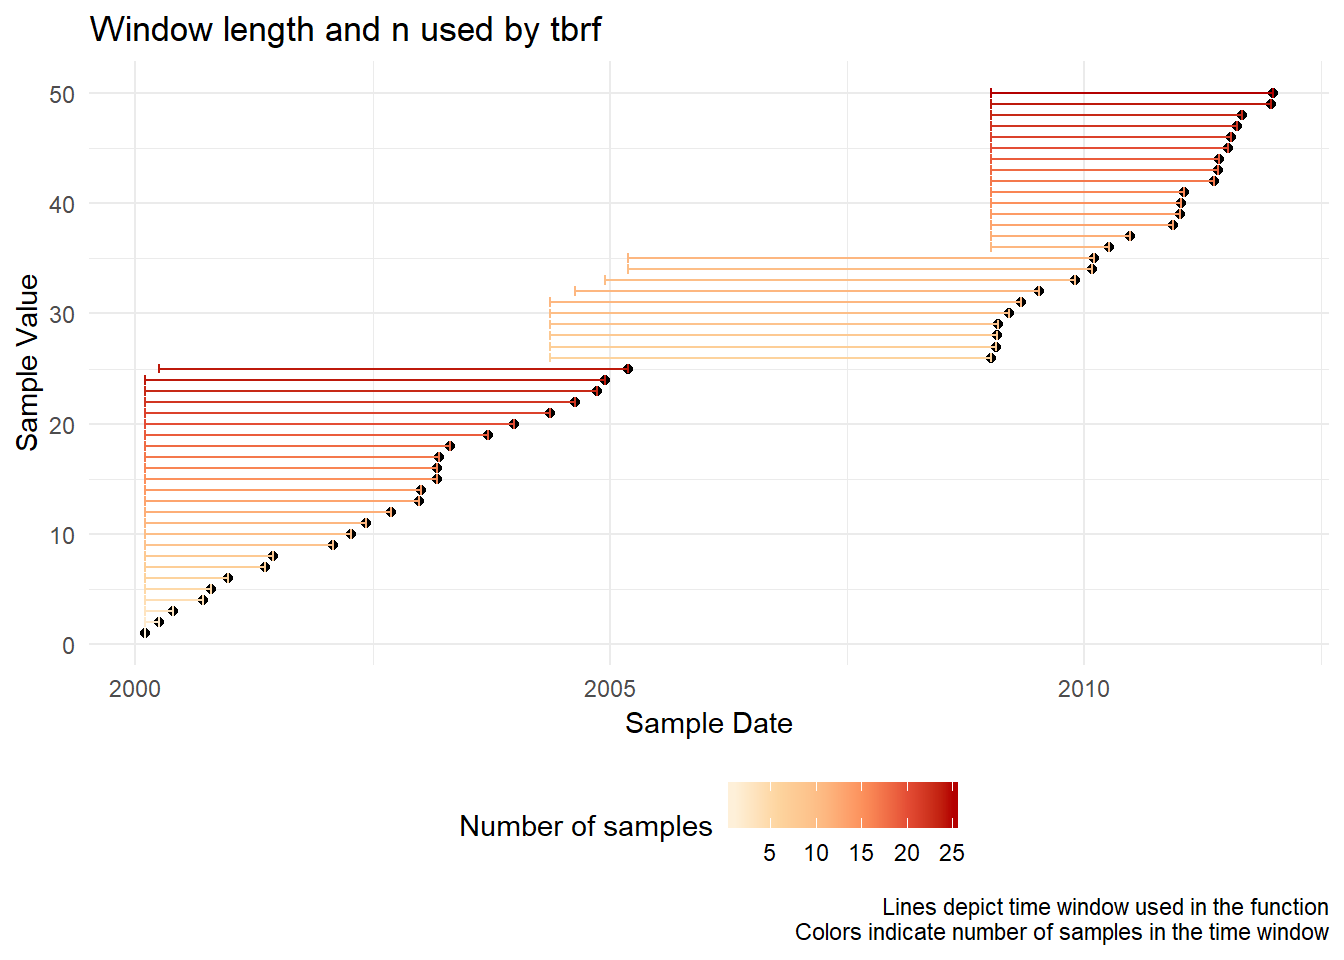 Window length and n used by tbrf
Sample Value
50
40
30
20
10
0
2000 2005 2010
Sample Date
Number of samples
5 10 15 20 25
Lines depict time window used in the function
Colors indicate number of samples in the time window